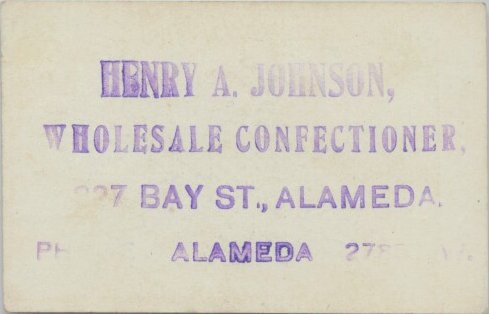 HENRY A. JOHNSON,
WHOLESALE CONFECTIONER,
BAY ST., ALAMEDA.
ALAMEDA